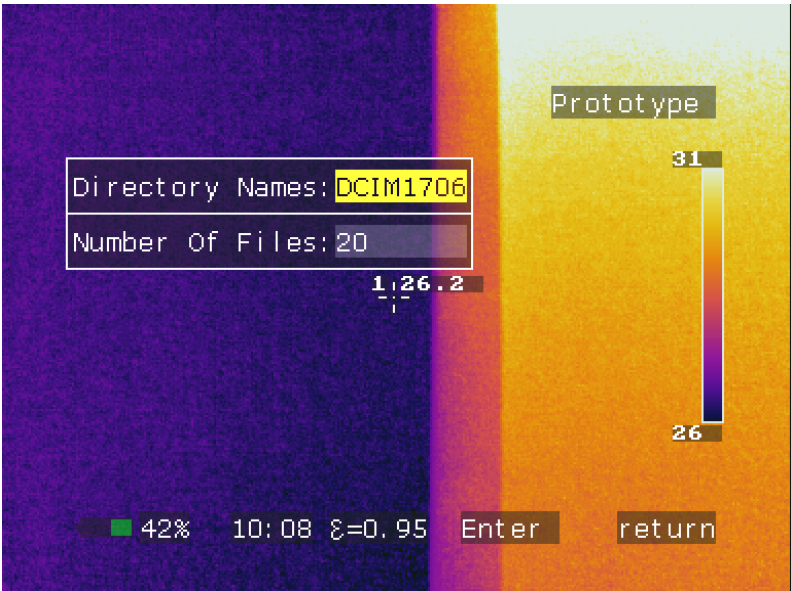 Prototype
31
Directory Names:DCIM1706
Number Of Files:20
1 26.2
26
42% 10:08 ε=0.95 Enter return